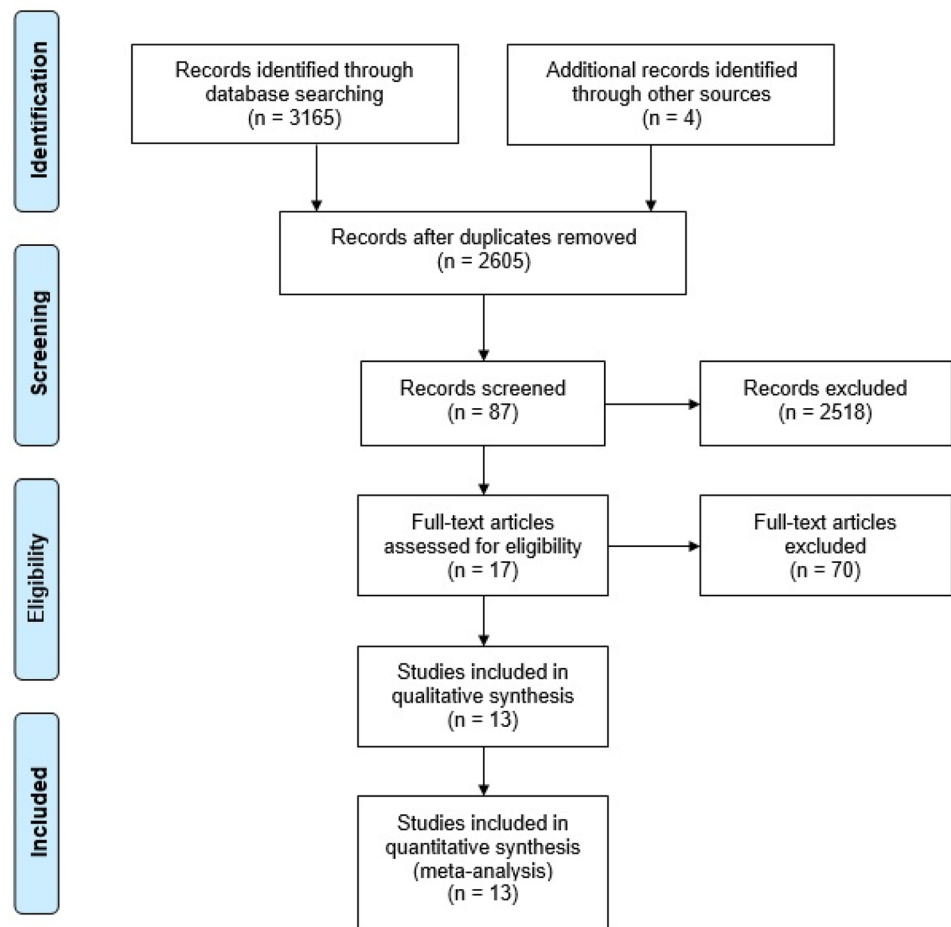 Identification
Records identified through
database searching
(n = 3165)
Additional records identified
through other sources
(n = 4)
Records after duplicates removed
(n = 2605)
Screening
Records screened
(n = 87)
Records excluded
(n = 2518)
Eligibility
Full-text articles
assessed for eligibility
(n = 17)
Full-text articles
excluded
(n = 70)
Studies included in
qualitative synthesis
(n = 13)
Included
Studies included in
quantitative synthesis
(meta-analysis)
(n = 13)